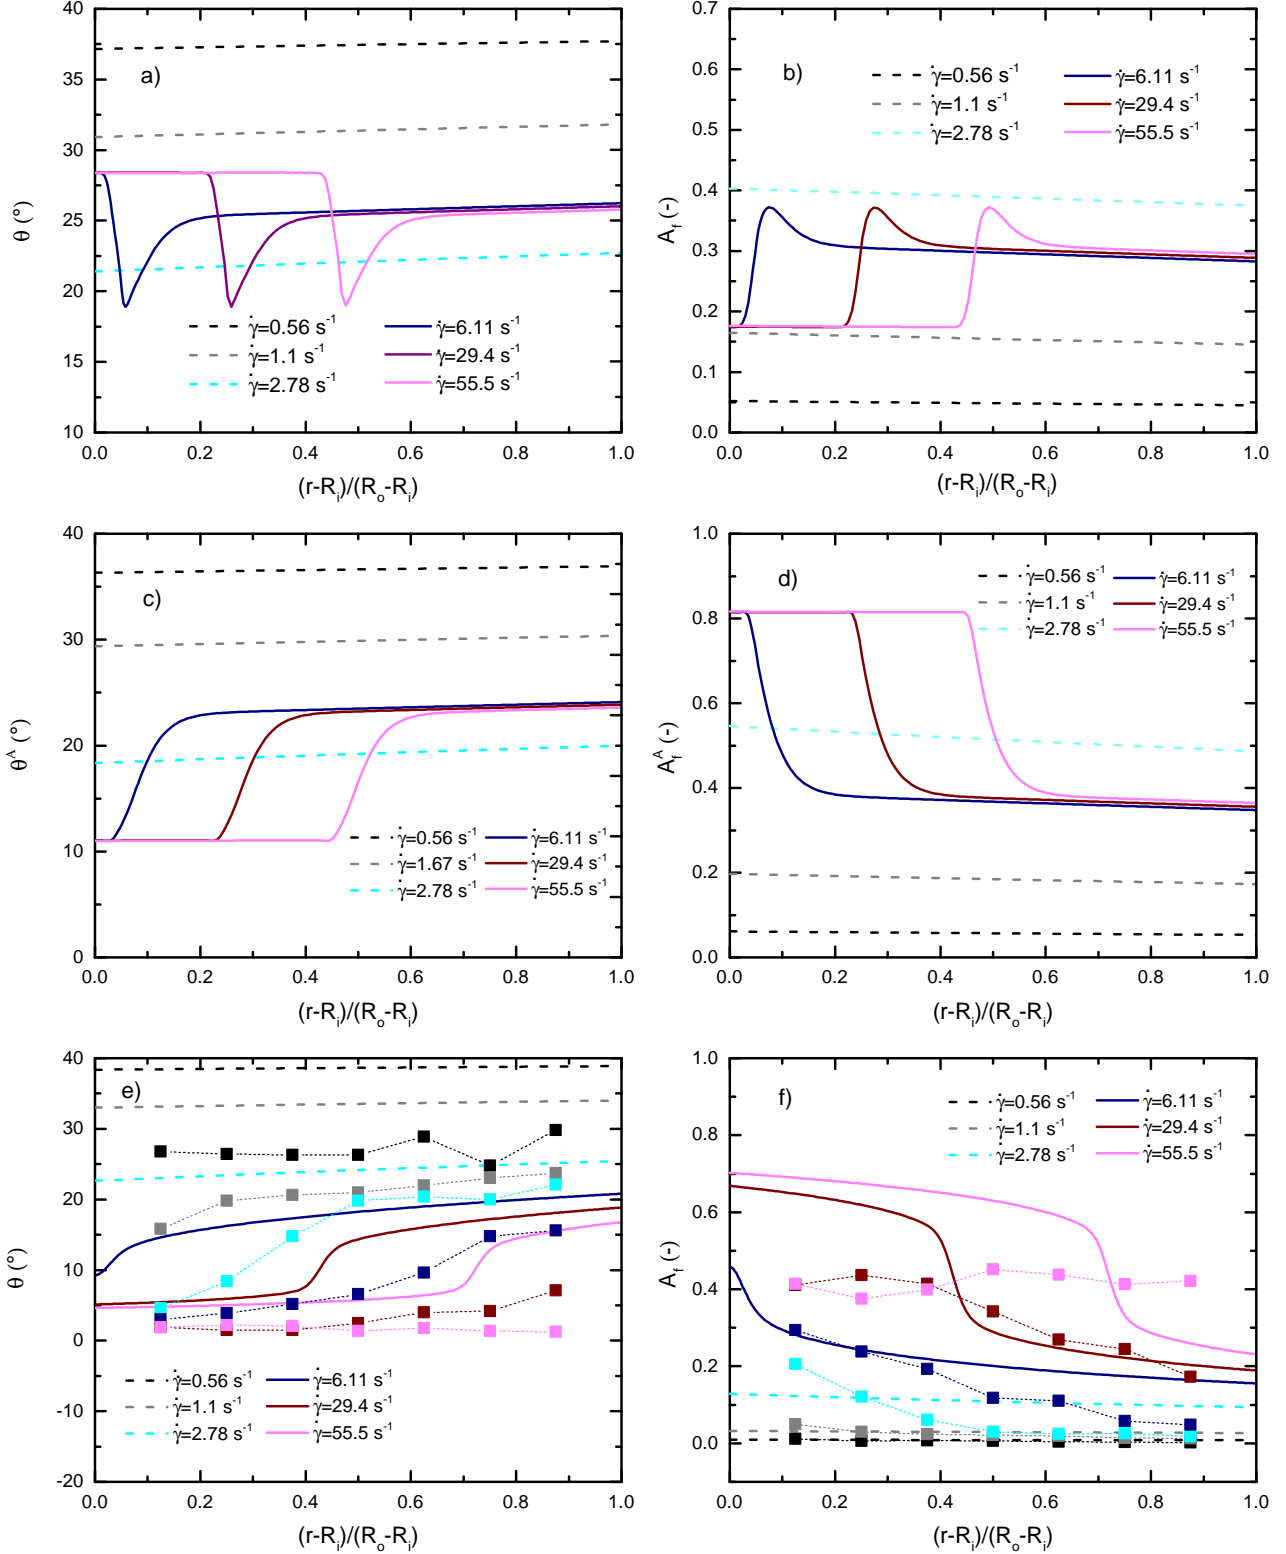 a)
θ (°)
40
35
30
25
20
15
10
γ̇=0.56 s⁻¹
γ̇=1.1 s⁻¹
γ̇=2.78 s⁻¹
γ̇=6.11 s⁻¹
γ̇=29.4 s⁻¹
γ̇=55.5 s⁻¹
0.0 0.2 0.4 0.6 0.8 1.0
(r-Rᵢ)/(Rₒ-Rᵢ)
b)
A_f (-)
0.7
0.6
0.5
0.4
0.3
0.2
0.1
0.0
γ̇=0.56 s⁻¹
γ̇=1.1 s⁻¹
γ̇=2.78 s⁻¹
γ̇=6.11 s⁻¹
γ̇=29.4 s⁻¹
γ̇=55.5 s⁻¹
0.0 0.2 0.4 0.6 0.8 1.0
(r-Rᵢ)/(Rₒ-Rᵢ)
c)
θᴬ (°)
40
30
20
10
0
γ̇=0.56 s⁻¹
γ̇=1.67 s⁻¹
γ̇=2.78 s⁻¹
γ̇=6.11 s⁻¹
γ̇=29.4 s⁻¹
γ̇=55.5 s⁻¹
0.0 0.2 0.4 0.6 0.8 1.0
(r-Rᵢ)/(Rₒ-Rᵢ)
d)
A_f^A (-)
1.0
0.8
0.6
0.4
0.2
0.0
γ̇=0.56 s⁻¹
γ̇=1.1 s⁻¹
γ̇=2.78 s⁻¹
γ̇=6.11 s⁻¹
γ̇=29.4 s⁻¹
γ̇=55.5 s⁻¹
0.0 0.2 0.4 0.6 0.8 1.0
(r-Rᵢ)/(Rₒ-Rᵢ)
e)
θ (°)
40
30
20
10
0
-10
-20
γ̇=0.56 s⁻¹
γ̇=1.1 s⁻¹
γ̇=2.78 s⁻¹
γ̇=6.11 s⁻¹
γ̇=29.4 s⁻¹
γ̇=55.5 s⁻¹
0.0 0.2 0.4 0.6 0.8 1.0
(r-Rᵢ)/(Rₒ-Rᵢ)
f)
A_f (-)
1.0
0.8
0.6
0.4
0.2
0.0
γ̇=0.56 s⁻¹
γ̇=1.1 s⁻¹
γ̇=2.78 s⁻¹
γ̇=6.11 s⁻¹
γ̇=29.4 s⁻¹
γ̇=55.5 s⁻¹
0.0 0.2 0.4 0.6 0.8 1.0
(r-Rᵢ)/(Rₒ-Rᵢ)